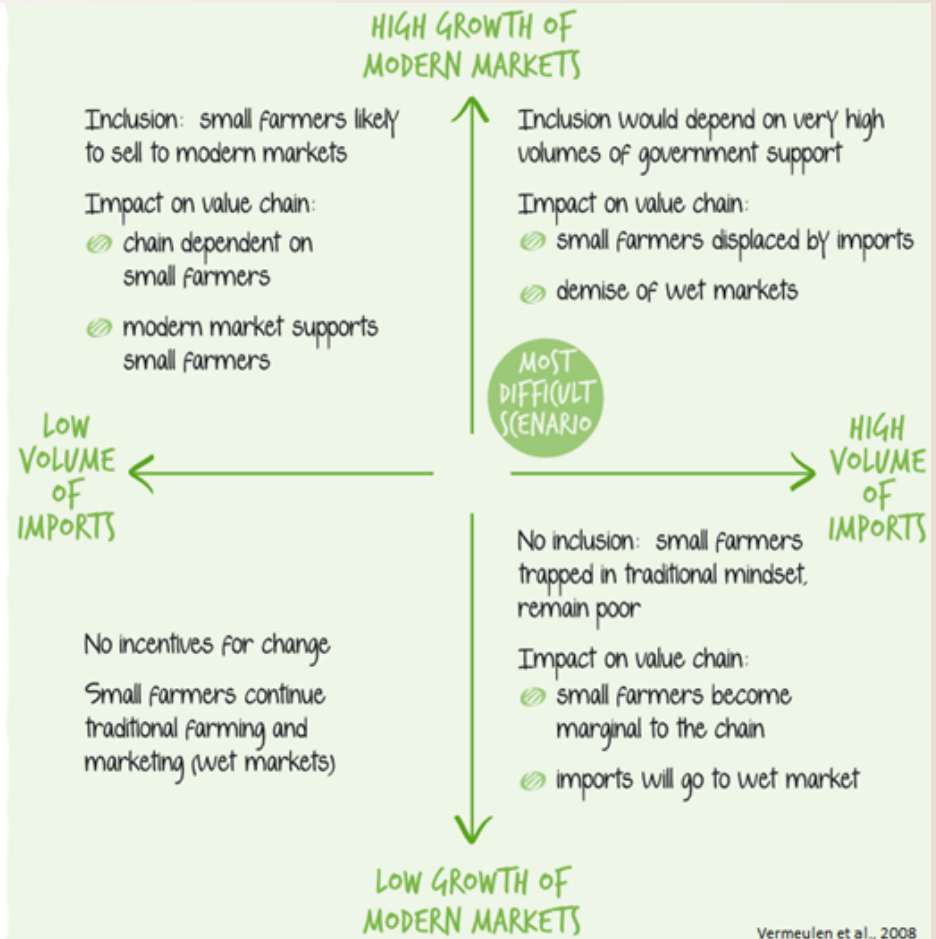 HIGH GROWTH OF
MODERN MARKETS
Inclusion: small farmers likely
to sell to modern markets
Impact on value chain:
chain dependent on
small farmers
modern market supports
small farmers
Inclusion would depend on very high
volumes of government support
Impact on value chain:
small farmers displaced by imports
demise of wet markets
MOST
DIFFICULT
SCENARIO
LOW
VOLUME
OF
IMPORTS
HIGH
VOLUME
OF
IMPORTS
No incentives for change
Small farmers continue
traditional farming and
marketing (wet markets)
No inclusion: small farmers
trapped in traditional mindset,
remain poor
Impact on value chain:
small farmers become
marginal to the chain
imports will go to wet market
LOW GROWTH OF
MODERN MARKETS
Vermeulen et al., 2008